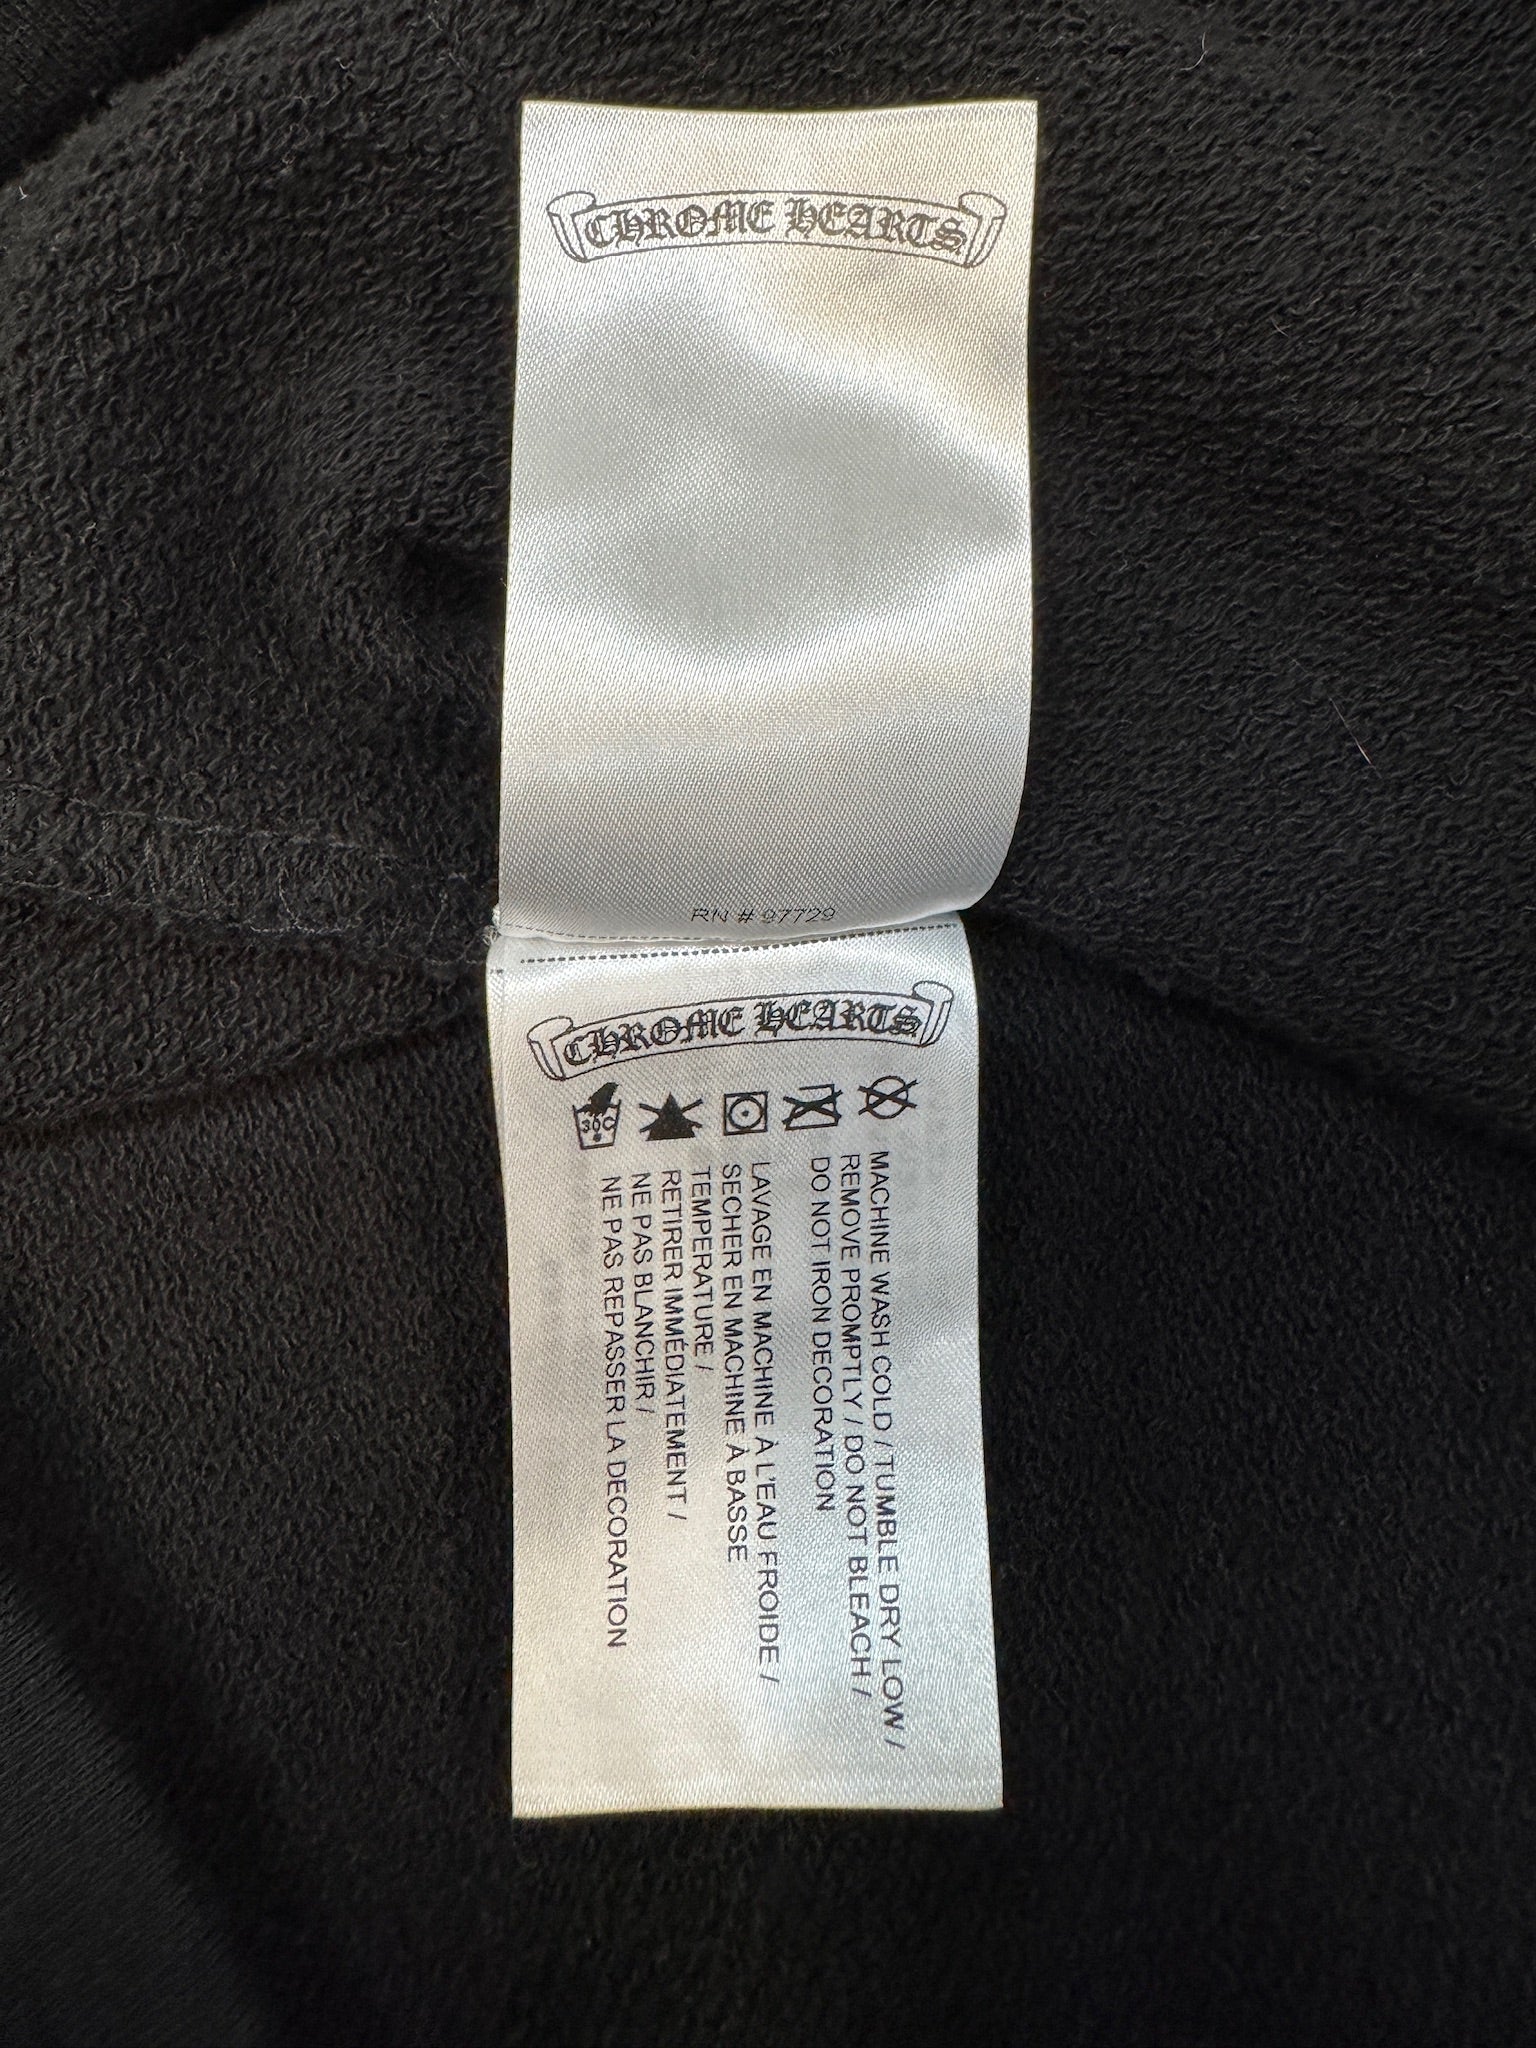 CHROME HEARTS
RN # 97729
CHROME HEARTS
30C
MACHINE WASH COLD / TUMBLE DRY LOW /
REMOVE PROMPTLY / DO NOT BLEACH /
DO NOT IRON DECORATION
LAVAGE EN MACHINE À L'EAU FROIDE /
SECHER EN MACHINE À BASSE
TEMPERATURE /
RETIRER IMMÉDIATEMENT /
NE PAS BLANCHIR /
NE PAS REPASSER LA DECORATION